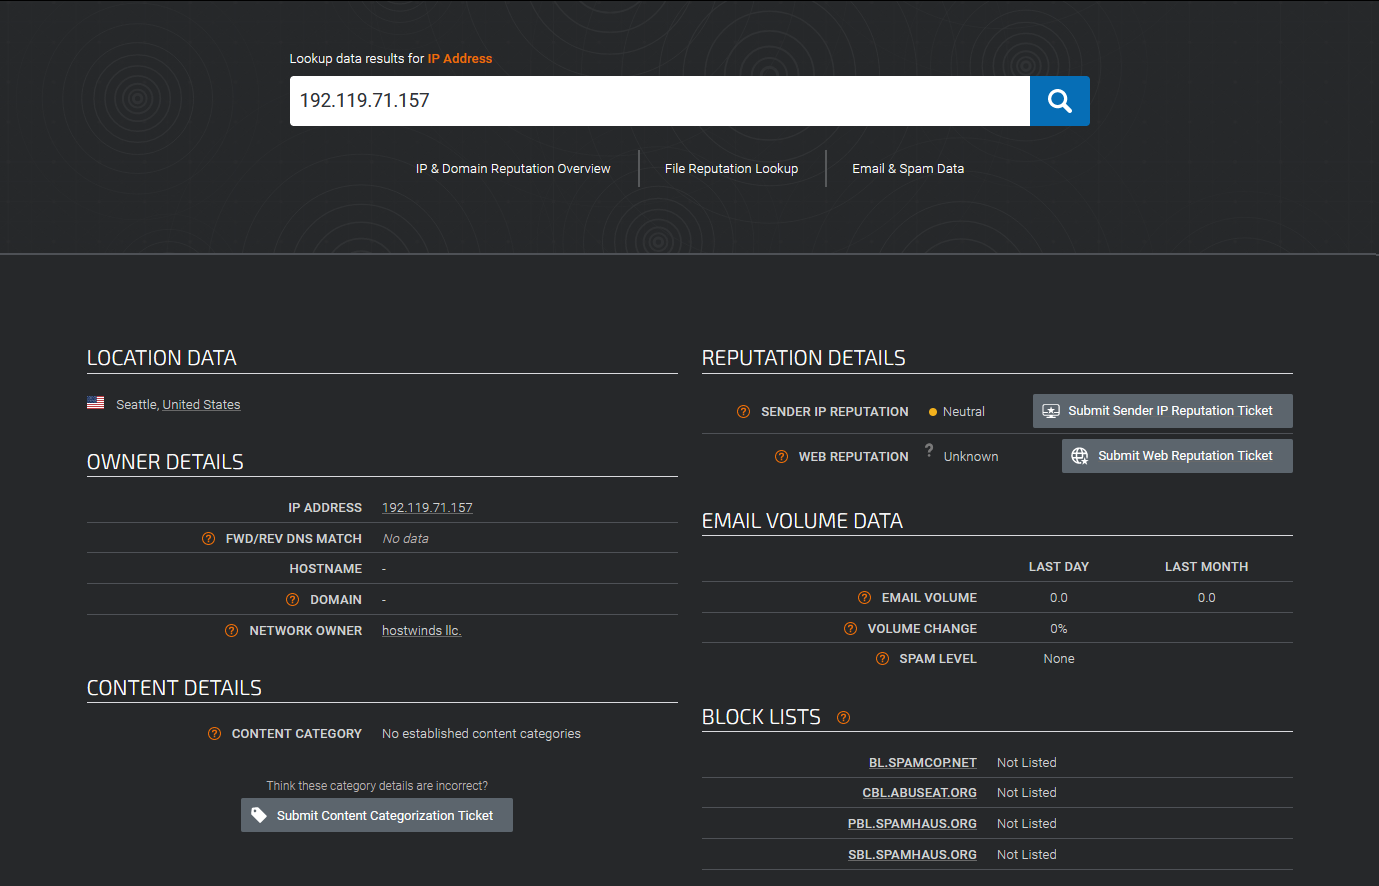 Lookup data results for IP Address
192.119.71.157
IP & Domain Reputation Overview
File Reputation Lookup
Email & Spam Data
LOCATION DATA
Seattle, United States
OWNER DETAILS
IP ADDRESS 192.119.71.157
? FWD/REV DNS MATCH No data
HOSTNAME -
? DOMAIN -
? NETWORK OWNER hostwinds llc.
CONTENT DETAILS
? CONTENT CATEGORY No established content categories
Think these category details are incorrect?
Submit Content Categorization Ticket
REPUTATION DETAILS
? SENDER IP REPUTATION Neutral Submit Sender IP Reputation Ticket
? WEB REPUTATION ? Unknown Submit Web Reputation Ticket
EMAIL VOLUME DATA
LAST DAY LAST MONTH
? EMAIL VOLUME 0.0 0.0
? VOLUME CHANGE 0%
? SPAM LEVEL None
BLOCK LISTS ?
BL.SPAMCOP.NET Not Listed
CBL.ABUSEAT.ORG Not Listed
PBL.SPAMHAUS.ORG Not Listed
SBL.SPAMHAUS.ORG Not Listed